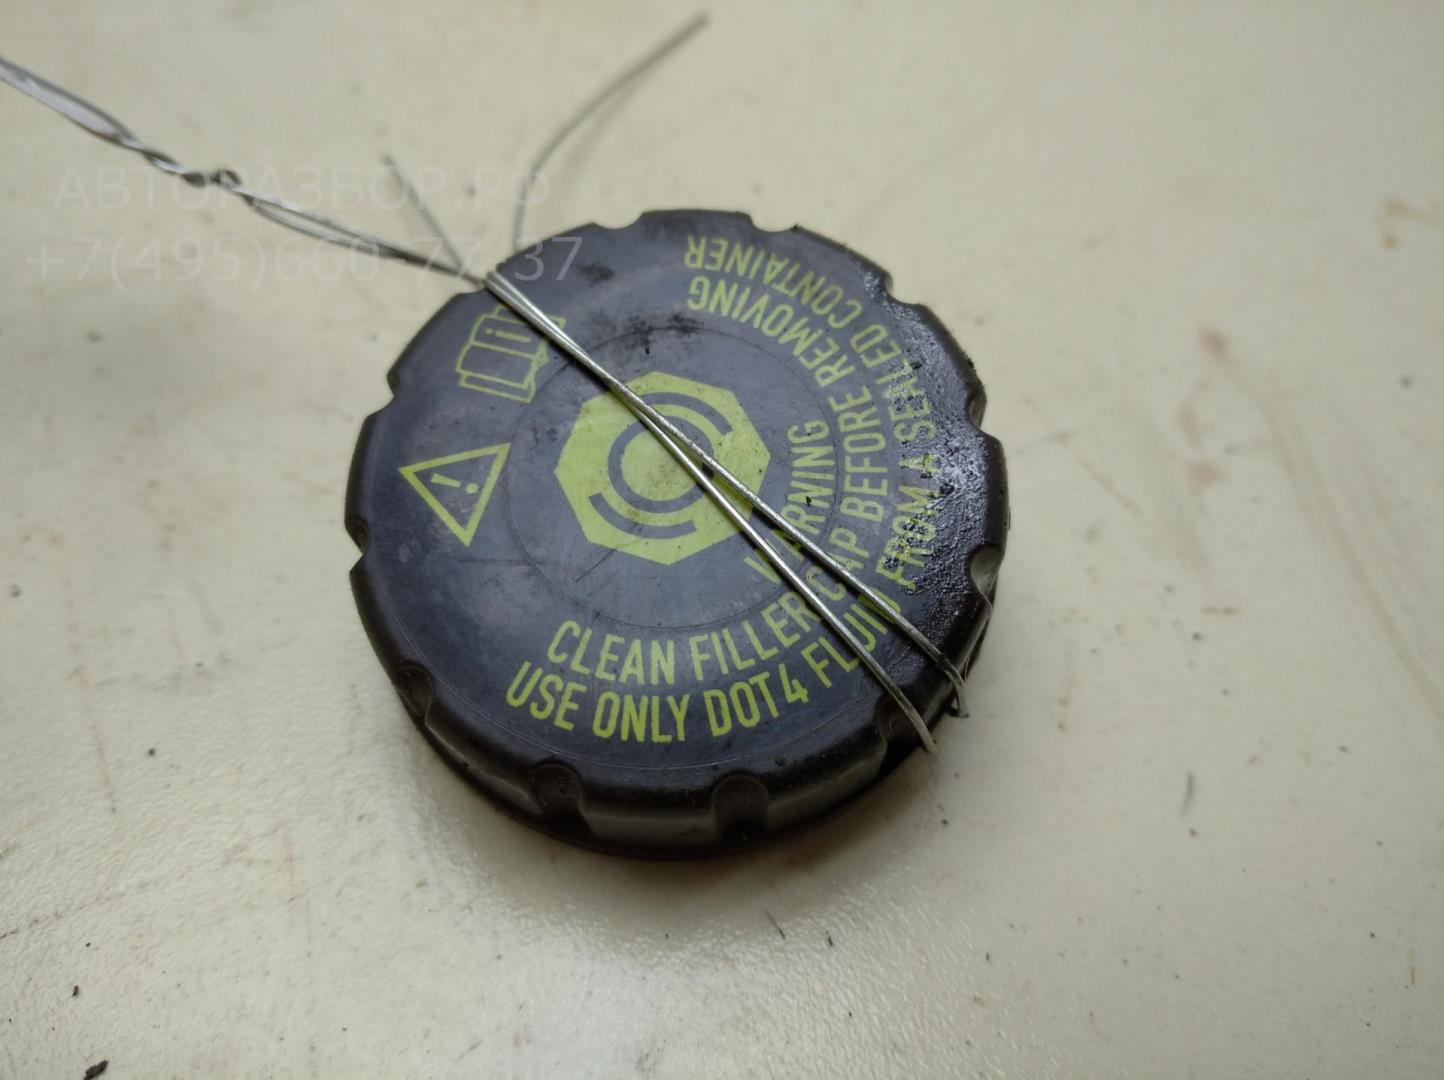 АВТОРАЗБОР.РФ
+7(495)660-77-37
WARNING
CLEAN FILLER CAP BEFORE REMOVING
USE ONLY DOT4 FLUID FROM A SEALED CONTAINER